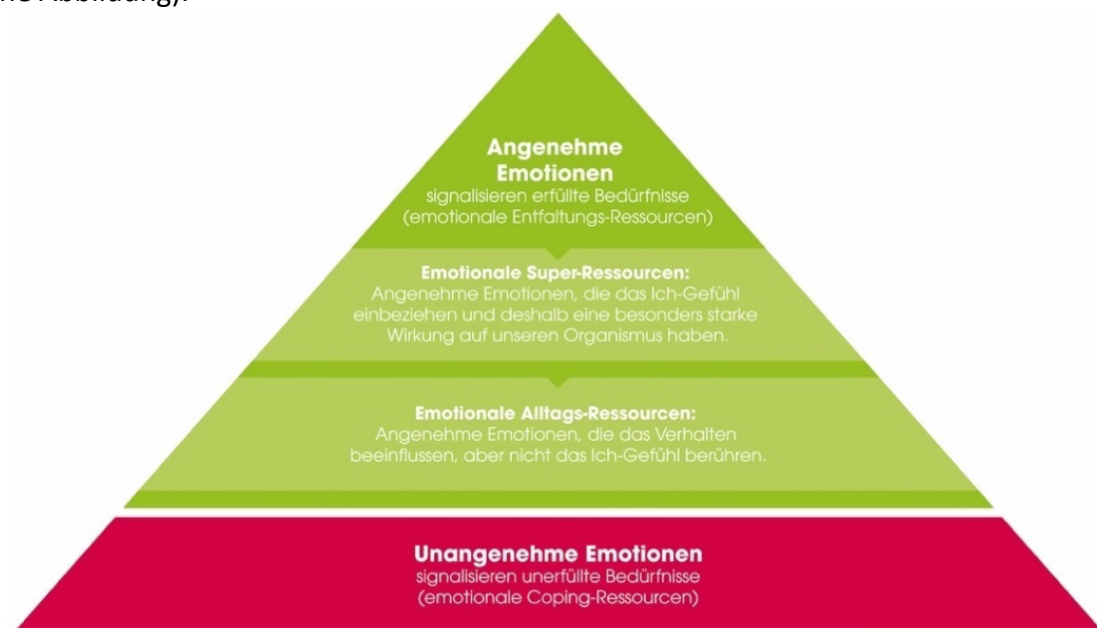 Abbildung).
Angenehme
Emotionen
signalisieren erfüllte Bedürfnisse
(emotionale Entfaltungs-Ressourcen)
Emotionale Super-Ressourcen:
Angenehme Emotionen, die das Ich-Gefühl
einbeziehen und deshalb eine besonders starke
Wirkung auf unseren Organismus haben.
Emotionale Alltags-Ressourcen:
Angenehme Emotionen, die das Verhalten
beeinflussen, aber nicht das Ich-Gefühl berühren.
Unangenehme Emotionen
signalisieren unerfüllte Bedürfnisse
(emotionale Coping-Ressourcen)